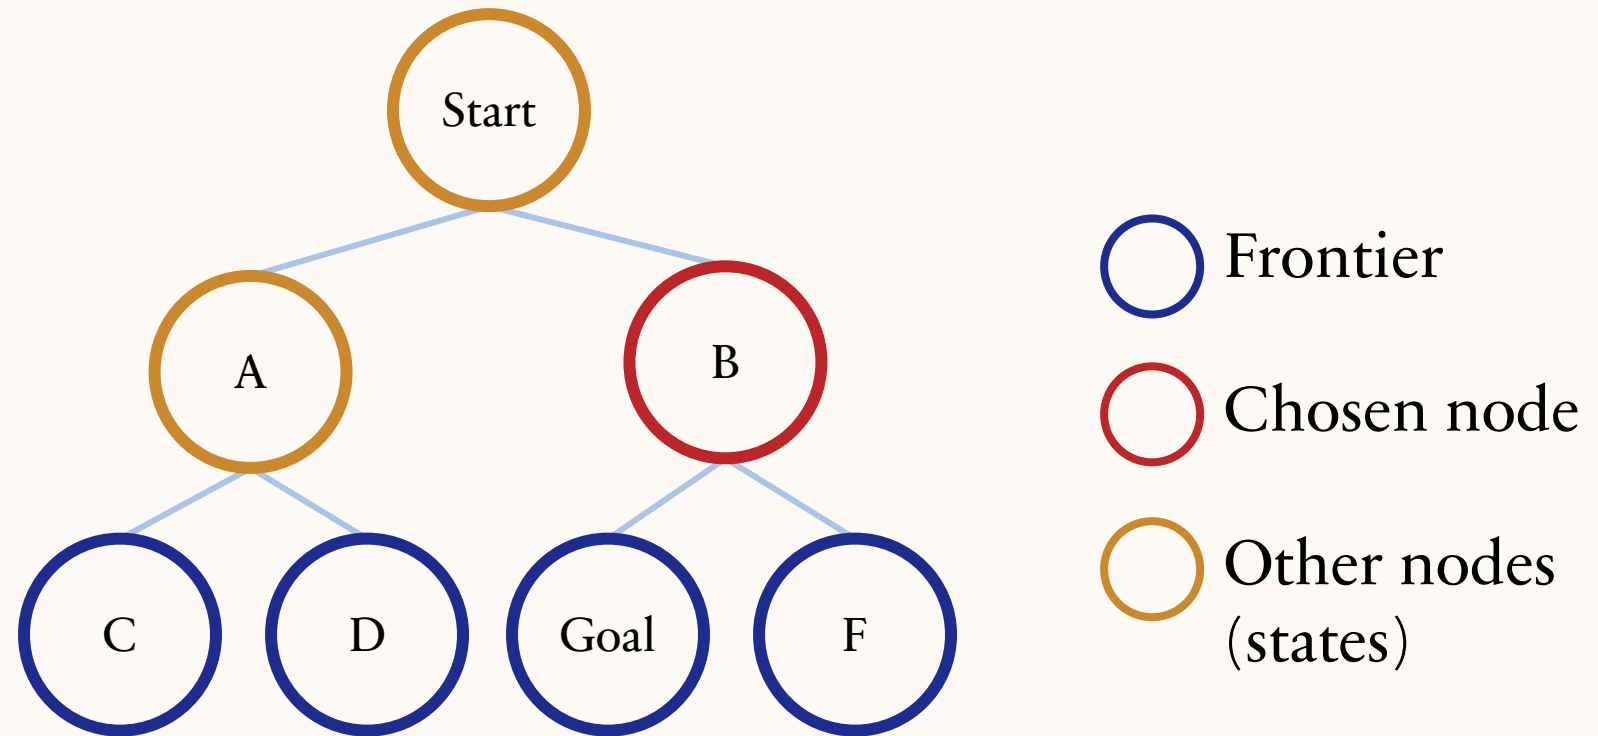 Start
A
B
C
D
Goal
F
Frontier
Chosen node
Other nodes
(states)